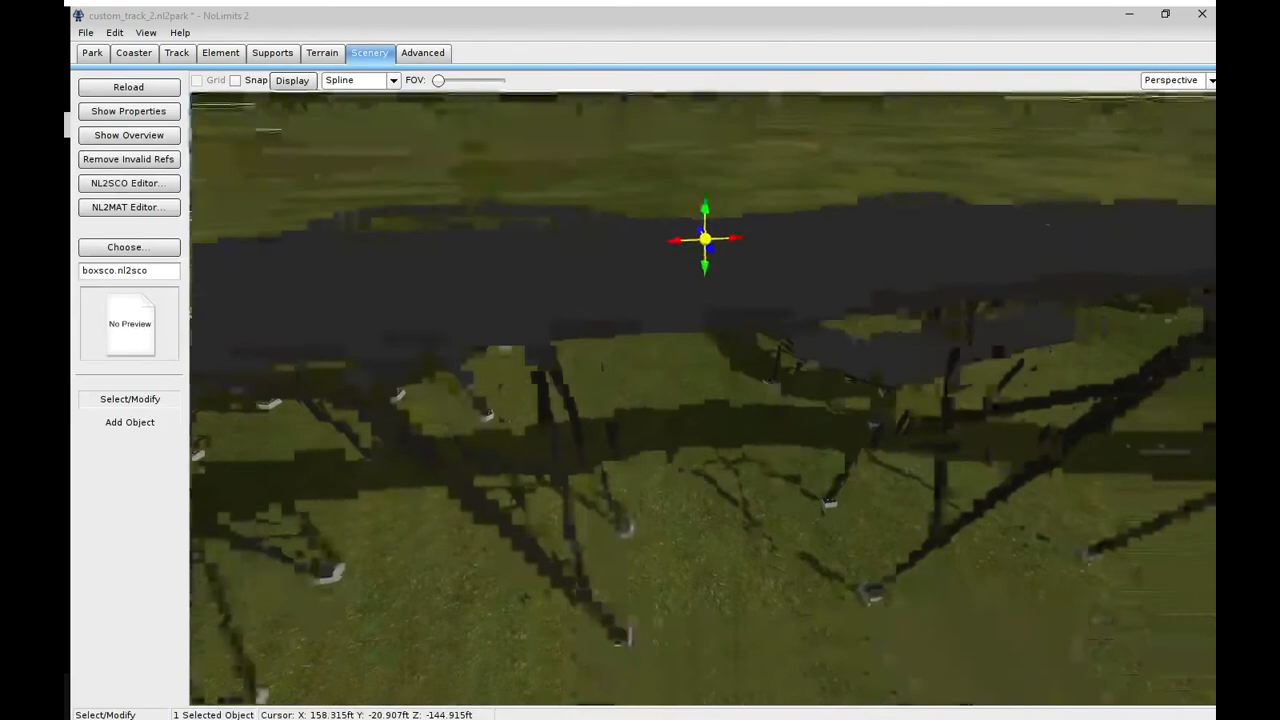 custom_track_2.nl2park * - NoLimits 2
File Edit View Help
Park Coaster Track Element Supports Terrain Scenery Advanced
Reload
Grid Snap Display Spline FOV: Perspective
Show Properties
Show Overview
Remove Invalid Refs
NL2SCO Editor...
NL2MAT Editor...
Choose...
boxsco.nl2sco
No Preview
Select/Modify
Add Object
Select/Modify 1 Selected Object Cursor: X: 158.315ft Y: -20.907ft Z: -144.915ft